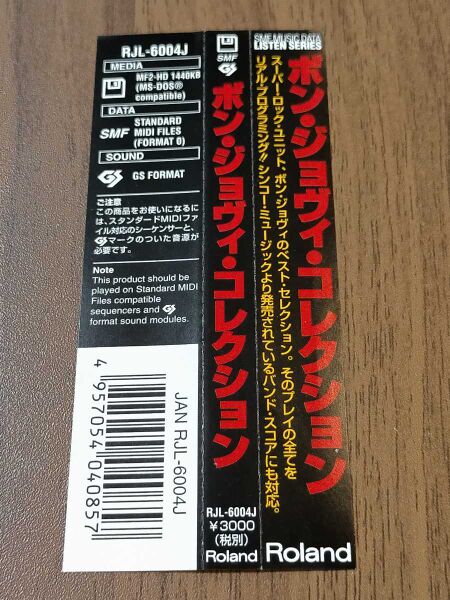 RJL-6004J
MEDIA
MF2-HD 1440KB
(MS-DOS®
compatible)
DATA
SMF
STANDARD
MIDI FILES
(FORMAT 0)
SOUND
GS
GS FORMAT
ご注意
この商品をお使いになるに
は、スタンダードMIDIファ
イル対応のシーケンサーと、
GSマークのついた音源が
必要です。
Note
This product should be
played on Standard MIDI
Files compatible
sequencers and GS
format sound modules.
4 957054 040857
JAN RJL-6004J
SMF
GS
ボン・ジョヴィ・コレクション
RJL-6004J
¥3000
(税別)
Roland
SMF MUSIC DATA
LISTEN SERIES
ボン・ジョヴィ・コレクション
スーパー・ロック・ユニット、ボン・ジョヴィのベスト・セレクション。そのプレイの全てを
リアル・プログラミング!! シンコー・ミュージックより発売されているバンド・スコアにも対応。
Roland